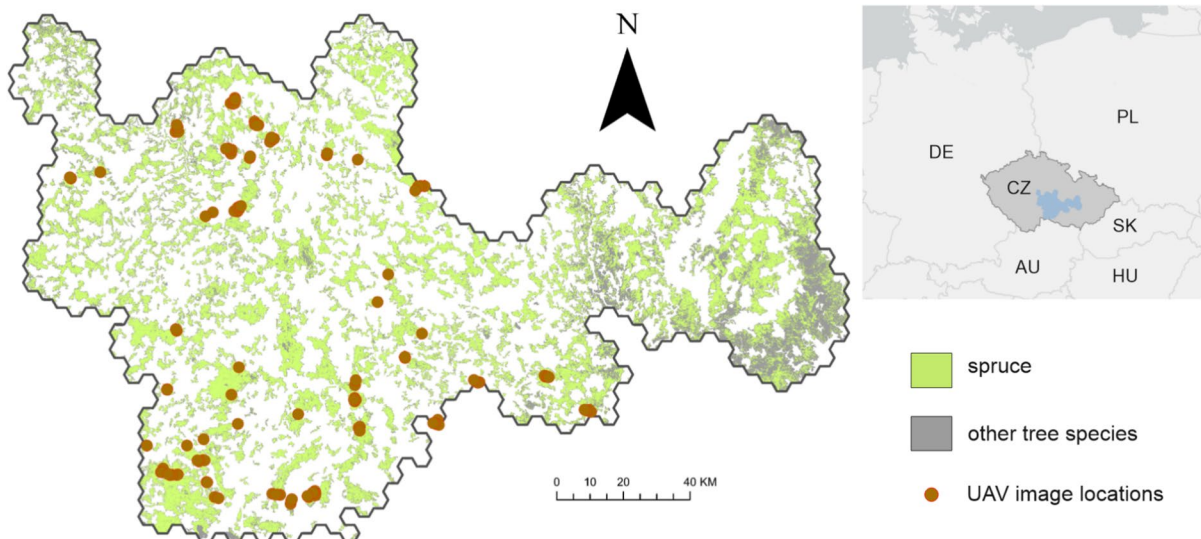 N
PL
DE
CZ
SK
AU
HU
spruce
other tree species
0 10 20 40 KM
UAV image locations